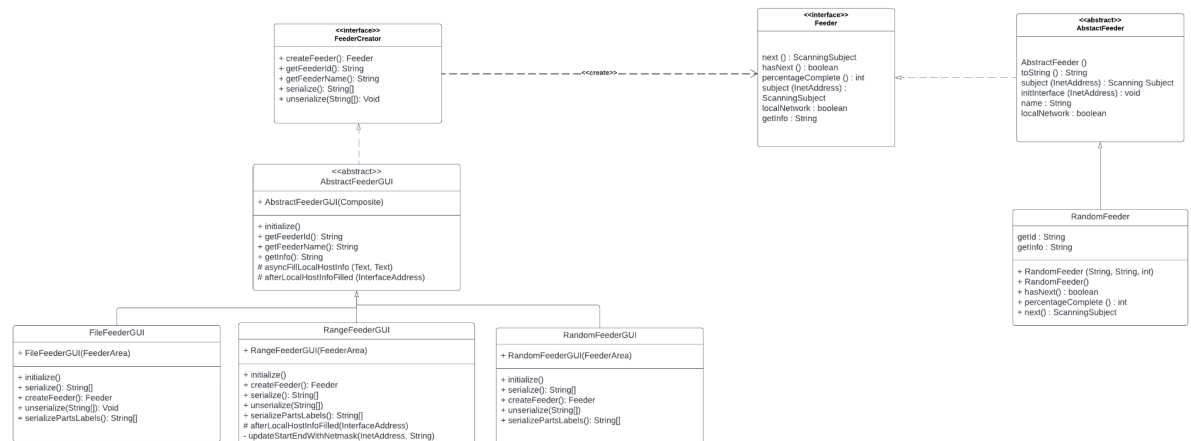 <<interface>>
FeederCreator
+ createFeeder(): Feeder
+ getFeederId(): String
+ getFeederName(): String
+ serialize(): String[]
+ unserialize(String[]): Void
<<create>>
<<interface>>
Feeder
next () : ScanningSubject
hasNext () : boolean
percentageComplete () : int
subject (InetAddress) :
ScanningSubject
localNetwork : boolean
getInfo : String
<<abstract>>
AbstactFeeder
AbstractFeeder ()
toString () : String
subject (InetAddress) : Scanning Subject
initInterface (InetAddress) : void
name : String
localNetwork : boolean
<<abstract>>
AbstractFeederGUI
+ AbstractFeederGUI(Composite)
+ initialize()
+ getFeederId(): String
+ getFeederName(): String
+ getInfo(): String
# asyncFillLocalHostInfo (Text, Text)
# afterLocalHostInfoFilled (InterfaceAddress)
RandomFeeder
getId : String
getInfo : String
+ RandomFeeder (String, String, int)
+ RandomFeeder()
+ hasNext() : boolean
+ percentageComplete () : int
+ next() : ScanningSubject
FileFeederGUI
+ FileFeederGUI(FeederArea)
+ initialize()
+ serialize(): String[]
+ createFeeder(): Feeder
+ unserialize(String[]): Void
+ serializePartsLabels(): String[]
RangeFeederGUI
+ RangeFeederGUI(FeederArea)
+ initialize()
+ createFeeder(): Feeder
+ serialize(): String[]
+ unserialize(String[])
+ serializePartsLabels(): String[]
# afterLocalHostInfoFilled(InterfaceAddress)
- updateStartEndWithNetmask(InetAddress, String)
RandomFeederGUI
+ RandomFeederGUI(FeederArea)
+ initialize()
+ serialize(): String[]
+ createFeeder(): Feeder
+ unserialize(String[])
+ serializePartsLabels(): String[]